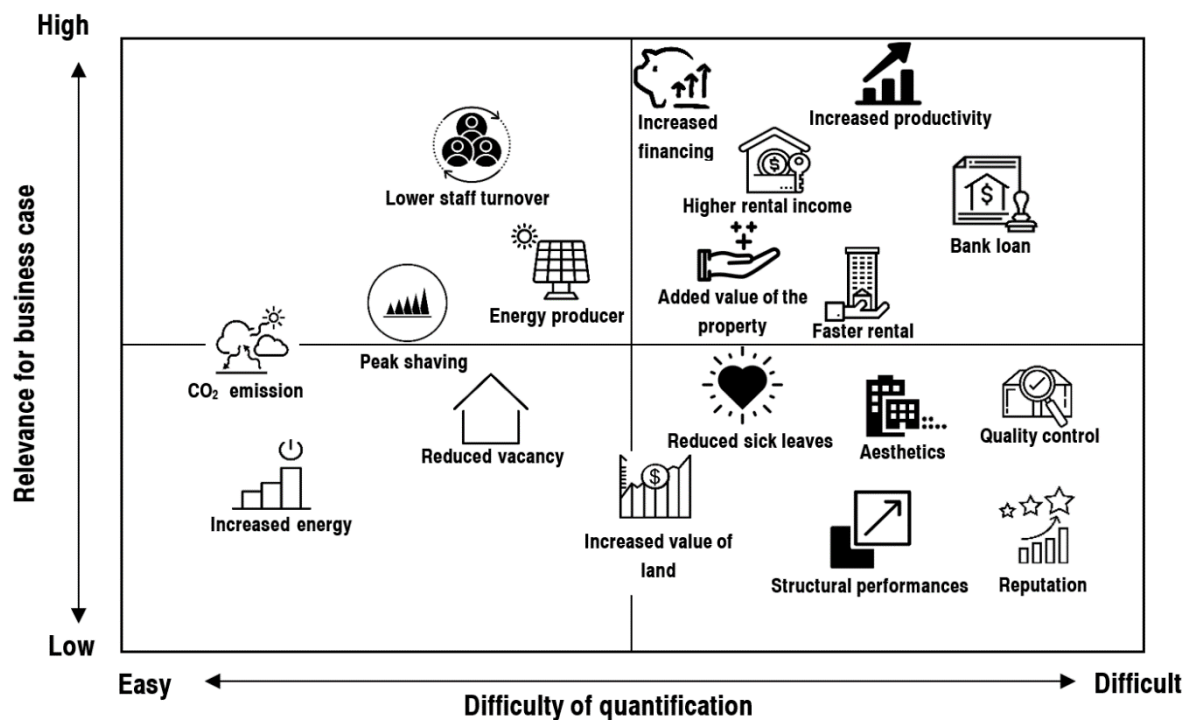 High
Increased
financing
Increased productivity
Lower staff turnover
Higher rental income
$
$
Bank loan
Energy producer
Added value of the
property
Faster rental
Relevance for business case
CO₂ emission
Peak shaving
Reduced vacancy
Reduced sick leaves
Aesthetics
Quality control
Increased energy
$
Increased value of
land
Structural performances
Reputation
Low
Easy
Difficulty of quantification
Difficult